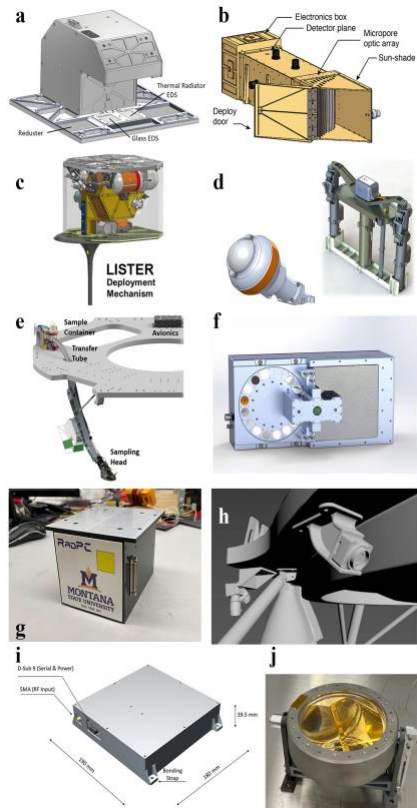 a
Thermal Radiator
EDS
Reduster
Glass EDS
b
Electronics box
Detector plane
Micropore
optic array
Sun-shade
Deploy
door
c
LISTER
Deployment
Mechanism
d
e
Sample
Container
Avionics
Transfer
Tube
Sampling
Head
f
g
RADPC
MONTANA
STATE UNIVERSITY
h
i
D-Sub 9 (Serial & Power)
SMA (RF Input)
39.5 mm
Bonding
Strap
190 mm
180 mm
j